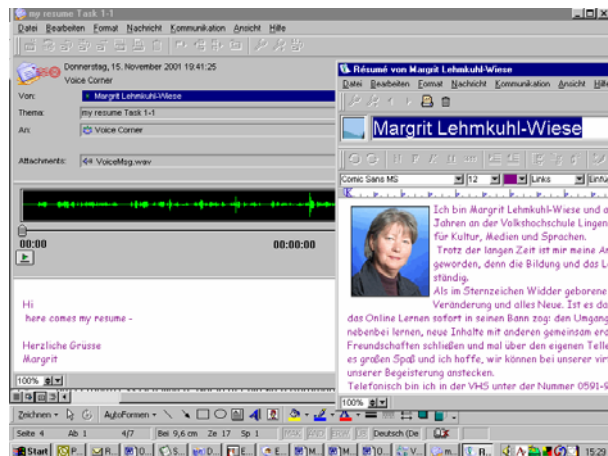 my resume Task 1-1
Datei Bearbeiten Format Nachricht Kommunikation Ansicht Hilfe
Donnerstag, 15. November 2001 19:41:25
Voice Corner
Von: Margrit Lehmkuhl-Wiese
Thema: my resume Task 1-1
An: Voice Corner
Attachments: VoiceMsg.wav
00:00 00:00:00
Hi
here comes my resume -
Herzliche Grüsse
Margrit
100%
Résumé von Margrit Lehmkuhl-Wiese
Datei Bearbeiten Format Nachricht Kommunikation Ansicht Hilfe
Margrit Lehmkuhl-Wiese
Comic Sans MS 12 Links Einfü
Ich bin Margrit Lehmkuhl-Wiese und a
Jahren an der Volkshochschule Lingen
für Kultur, Medien und Sprachen.
Trotz der langen Zeit ist mir meine A
geworden, denn die Bildung und das L
ständig.
Als im Sternzeichen Widder geborene
Veränderung und alles Neue. Ist es da
das Online Lernen sofort in seinen Bann zog: den Umgang
nebenbei lernen, neue Inhalte mit anderen gemeinsam er
Freundschaften schließen und mal über den eigenen Telle
es großen Spaß und ich hoffe, wir können bei unserer vir
unserer Begeisterung anstecken.
Telefonisch bin ich in der VHS unter der Nummer 0591-9
100%
Zeichnen AutoFormen
Seite 4 Ab 1 4/7 Bei 9,6 cm Ze 17 Sp 1 MAK ÄND ERW ÜB Deutsch (De
Start 15:29